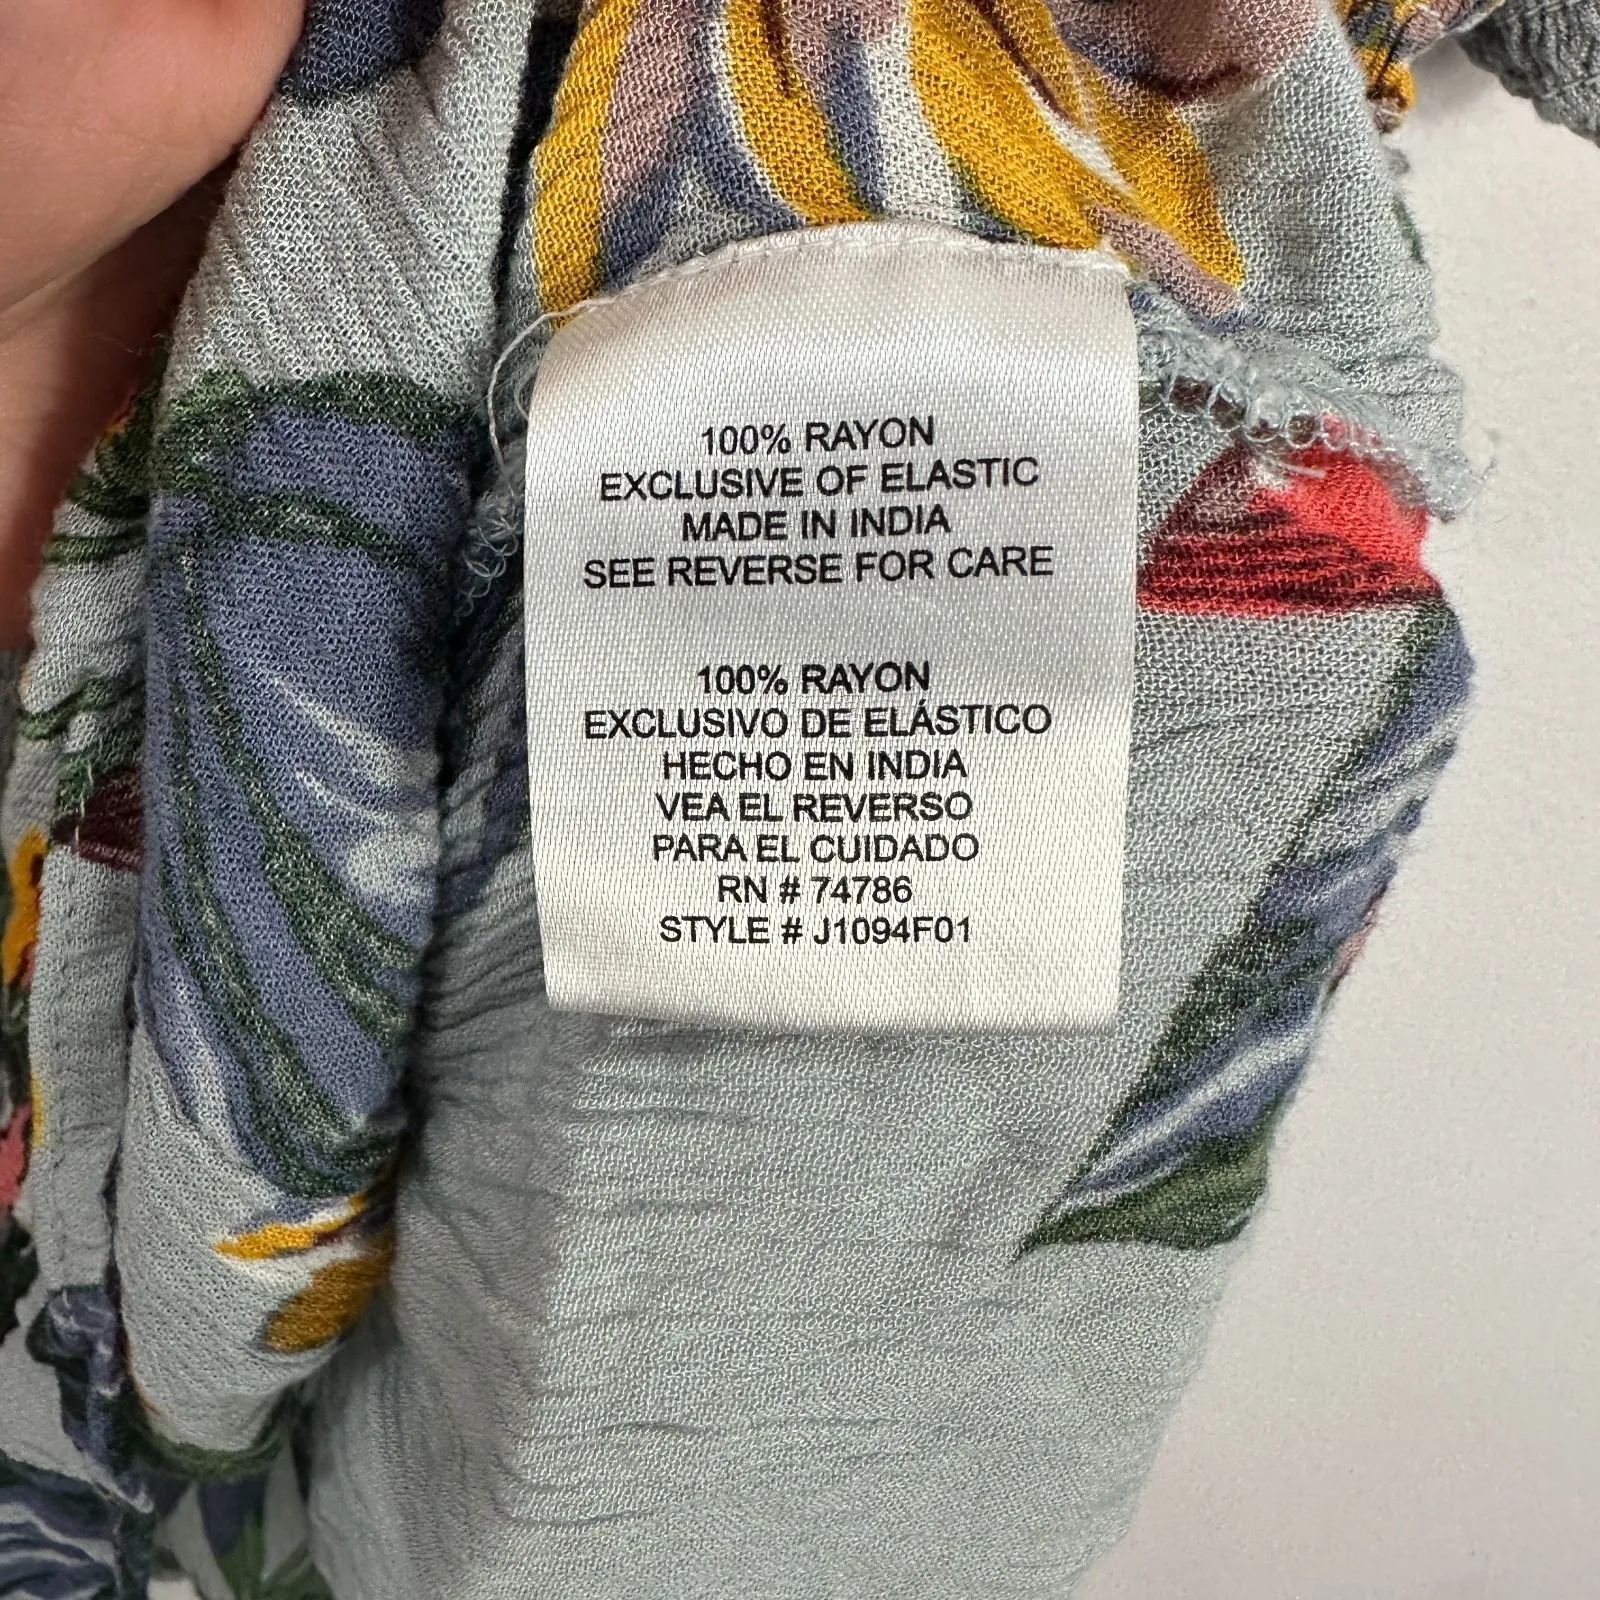 100% RAYON
EXCLUSIVE OF ELASTIC
MADE IN INDIA
SEE REVERSE FOR CARE
100% RAYON
EXCLUSIVO DE ELÁSTICO
HECHO EN INDIA
VEA EL REVERSO
PARA EL CUIDADO
RN # 74786
STYLE # J1094F01